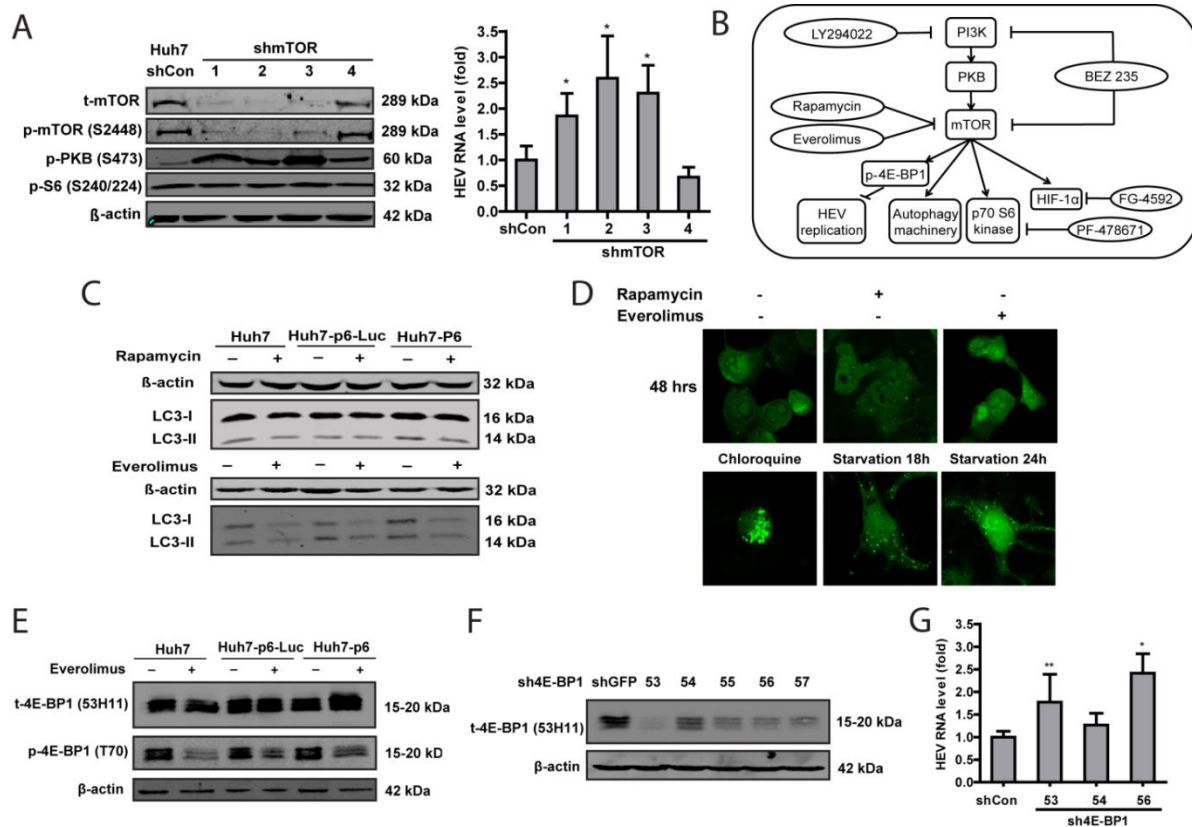 A
Huh7 shmTOR
shCon 1 2 3 4
t-mTOR 289 kDa
p-mTOR (S2448) 289 kDa
p-PKB (S473) 60 kDa
p-S6 (S240/224) 32 kDa
ß-actin 42 kDa
HEV RNA level (fold)
3.5
3.0
2.5
2.0
1.5
1.0
0.5
0.0
* * *
shCon 1 2 3 4
shmTOR
B
LY294022
PI3K
PKB
BEZ 235
Rapamycin
Everolimus
mTOR
p-4E-BP1
HIF-1α
FG-4592
HEV
replication
Autophagy
machinery
p70 S6
kinase
PF-478671
C
Huh7 Huh7-p6-Luc Huh7-P6
Rapamycin – + – + – +
ß-actin 32 kDa
LC3-I 16 kDa
LC3-II 14 kDa
Everolimus – + – + – +
ß-actin 32 kDa
LC3-I 16 kDa
LC3-II 14 kDa
D
Rapamycin - + -
Everolimus - - +
48 hrs
Chloroquine Starvation 18h Starvation 24h
E
Huh7 Huh7-p6-Luc Huh7-p6
Everolimus – + – + – +
t-4E-BP1 (53H11) 15-20 kDa
p-4E-BP1 (T70) 15-20 kD
β-actin 42 kDa
F
sh4E-BP1 shGFP 53 54 55 56 57
t-4E-BP1 (53H11) 15-20 kDa
β-actin 42 kDa
G
HEV RNA level (fold)
3.5
3.0
2.5
2.0
1.5
1.0
0.5
0.0
** *
shCon 53 54 56
sh4E-BP1